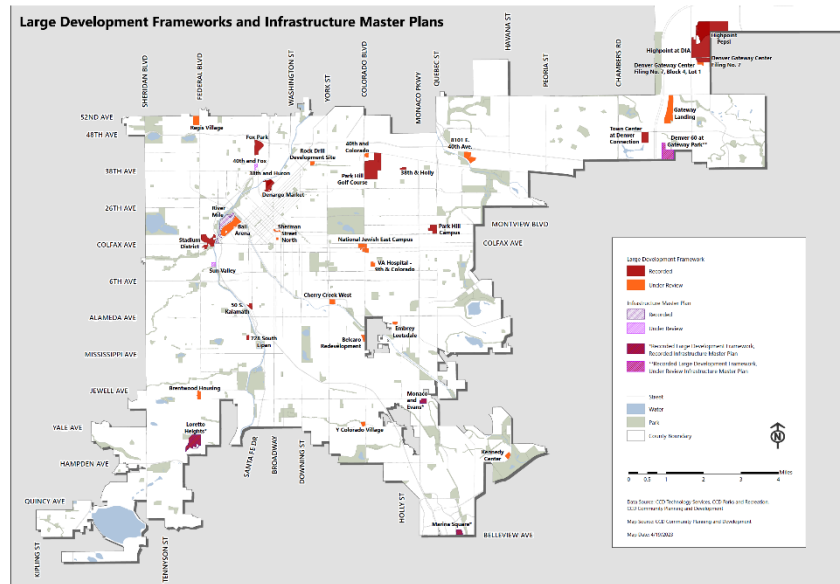 Large Development Frameworks and Infrastructure Master Plans
SHERIDAN BLVD
FEDERAL BLVD
WASHINGTON ST
YORK ST
COLORADO BLVD
MONACO PKWY
QUEBEC ST
HAVANA ST
PEORIA ST
CHAMBERS RD
Highpoint
Pepsi
Highpoint at DIA
Denver Gateway Center
Filing No. 7, Block 4, Lot 1
Denver Gateway Center
Filing No. 7
Gateway
Landing
Town Center
at Denver
Connection
Denver 60 at
Gateway Park**
52ND AVE
48TH AVE
38TH AVE
26TH AVE
COLFAX AVE
6TH AVE
ALAMEDA AVE
MISSISSIPPI AVE
JEWELL AVE
YALE AVE
HAMPDEN AVE
QUINCY AVE
Regis Village
Fox Park
40th and Fox
38th and Huron
Rock Drill
Development Site
40th and
Colorado
Park Hill
Golf Course
38th & Holly
8101 E.
40th Ave.
Denargo Market
River
Mile
Ball
Arena
Sherman
Street
North
Stadium
District
Sun Valley
National Jewish East Campus
Park Hill
Campus
MONTVIEW BLVD
COLFAX AVE
VA Hospital -
9th & Colorado
Cherry Creek West
50 S.
Kalamath
Embrey
Leetsdale
Belcaro
Redevelopment
774 South
Lipan
Brentwood Housing
Monaco
and
Evans*
Loretto
Heights*
Y Colorado Village
Kennedy
Center
Marina Square*
BELLEVIEW AVE
KIPLING ST
TENNYSON ST
SANTA FE DR
BROADWAY
DOWNING ST
HOLLY ST
Large Development Framework
Recorded
Under Review
Infrastructure Master Plan
Recorded
Under Review
*Recorded Large Development Framework,
Recorded Infrastructure Master Plan
**Recorded Large Development Framework,
Under Review Infrastructure Master Plan
Street
Water
Park
County Boundary
N
Miles
0 0.5 1 2 3 4
Data Source: CCD Technology Services, CCD Parks and Recreation,
CCD Community Planning and Development
Map Source: CCD Community Planning and Development
Map Date: 4/19/2023